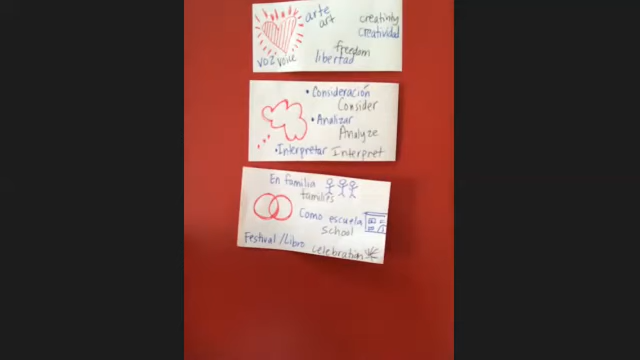 arte
art
creativity
creatividad
freedom
libertad
voz voice
• Consideración
Consider
• Analizar
Analyze
• Interpretar Interpret
En familia
families
Como escuela
school
Festival/Libro
celebration